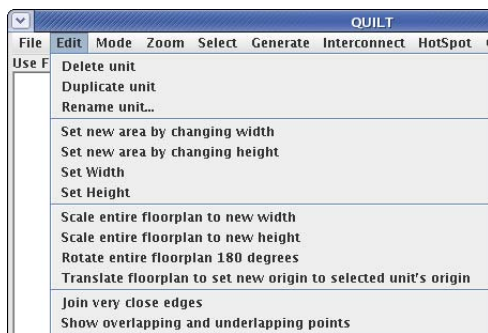 QUILT
File Edit Mode Zoom Select Generate Interconnect HotSpot
Use F
Delete unit
Duplicate unit
Rename unit...
Set new area by changing width
Set new area by changing height
Set Width
Set Height
Scale entire floorplan to new width
Scale entire floorplan to new height
Rotate entire floorplan 180 degrees
Translate floorplan to set new origin to selected unit's origin
Join very close edges
Show overlapping and underlapping points